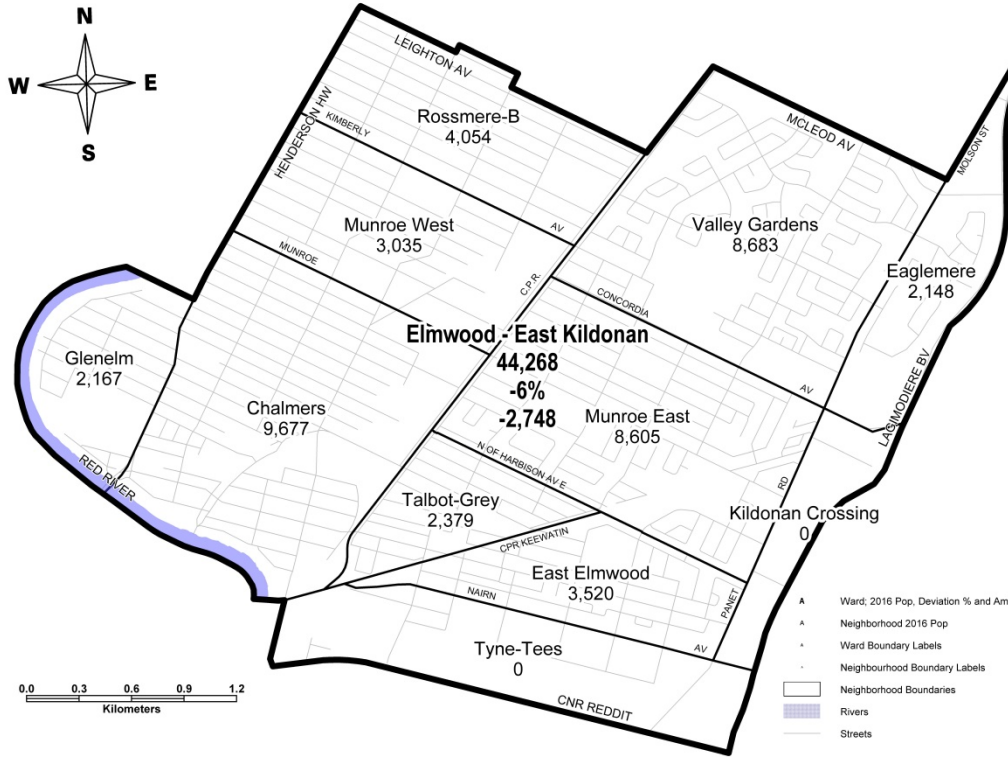 N
W E
S
LEIGHTON AV
HENDERSON HW
KIMBERLY
AV
Rossmere-B
4,054
MCLEOD AV
MOLSON ST
Munroe West
3,035
MUNROE
C.P.R.
Valley Gardens
8,683
Eaglemere
2,148
CONCORDIA
AV
LAGIMODIERE BV
Elmwood - East Kildonan
44,268
-6%
-2,748
Glenelm
2,167
Chalmers
9,677
Munroe East
8,605
RED RIVER
N OF HARBISON AV E
RD
PANET
Talbot-Grey
2,379
Kildonan Crossing
0
CPR KEEWATIN
East Elmwood
3,520
NAIRN
AV
Tyne-Tees
0
CNR REDDIT
0.0 0.3 0.6 0.9 1.2
Kilometers
A Ward; 2016 Pop, Deviation % and Am
A Neighborhood 2016 Pop
A Ward Boundary Labels
Neighbourhood Boundary Labels
Neighborhood Boundaries
Rivers
Streets